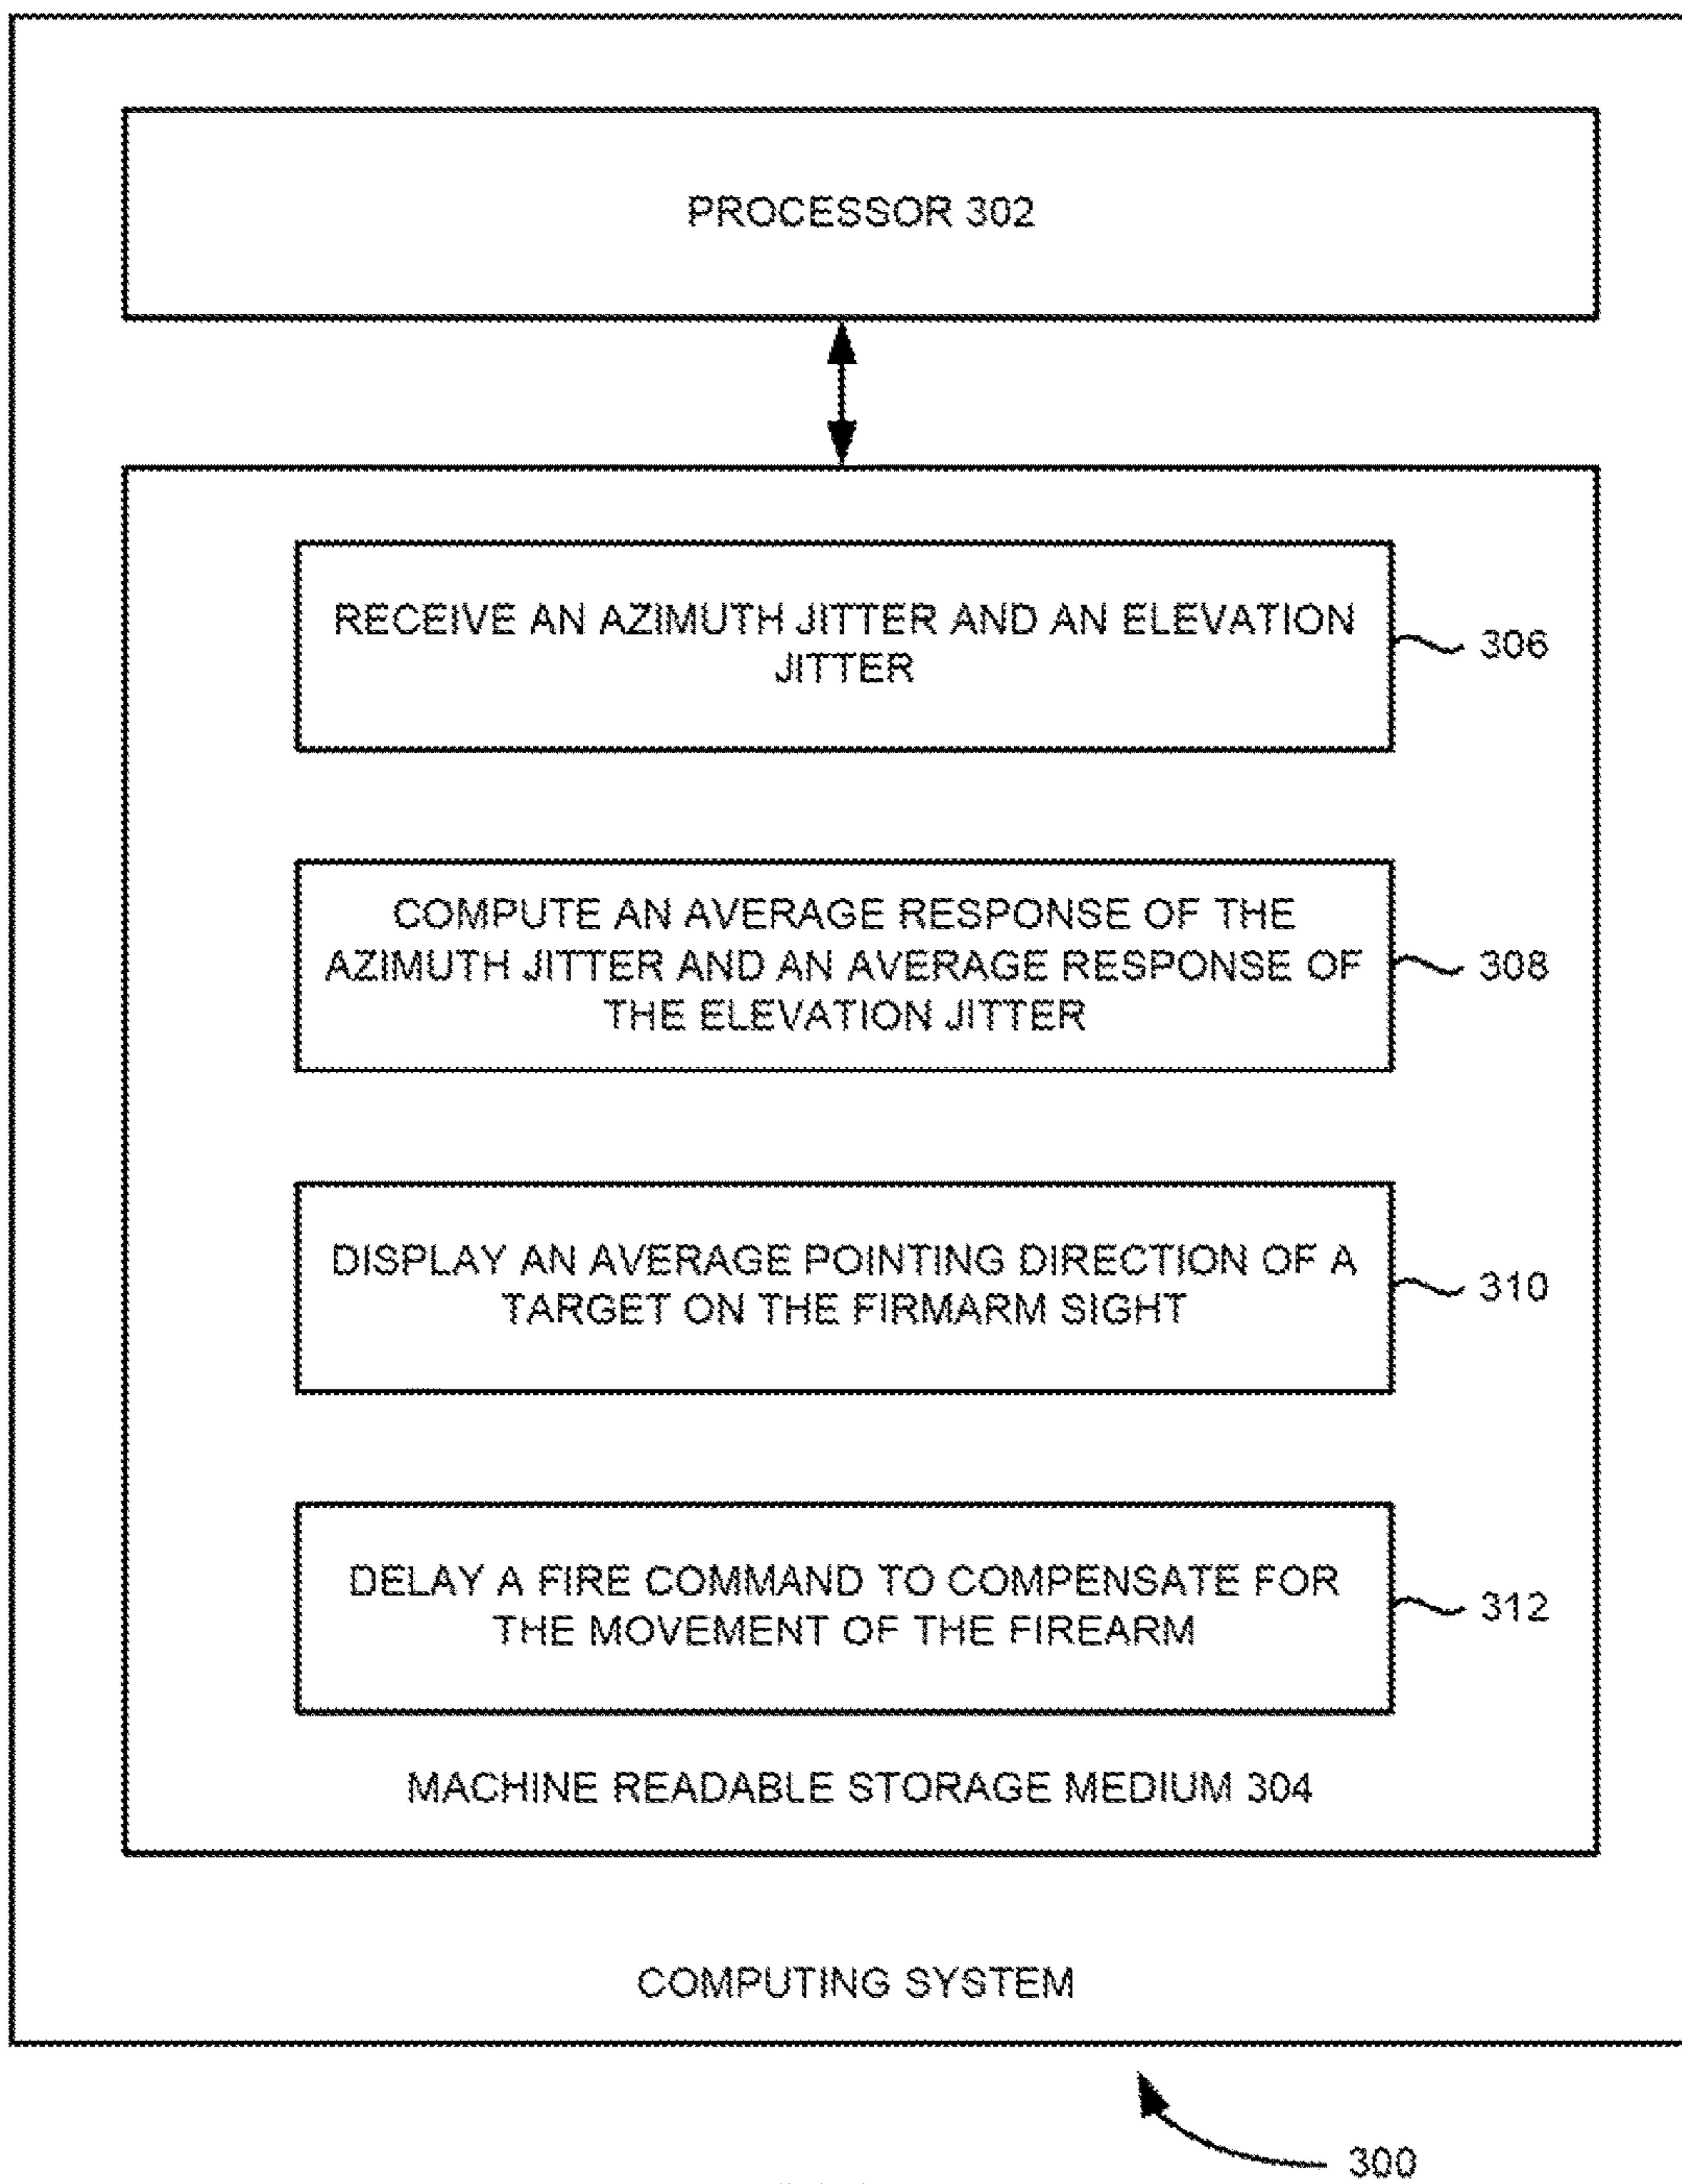 PROCESSOR 302
RECEIVE AN AZIMUTH JITTER AND AN ELEVATION
JITTER
306
COMPUTE AN AVERAGE RESPONSE OF THE
AZIMUTH JITTER AND AN AVERAGE RESPONSE OF
THE ELEVATION JITTER
308
DISPLAY AN AVERAGE POINTING DIRECTION OF A
TARGET ON THE FIRMARM SIGHT
310
DELAY A FIRE COMMAND TO COMPENSATE FOR
THE MOVEMENT OF THE FIREARM
312
MACHINE READABLE STORAGE MEDIUM 304
COMPUTING SYSTEM
300